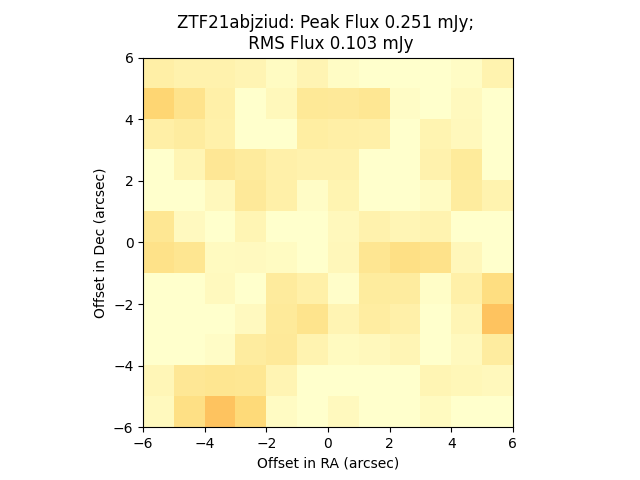 ZTF21abjziud: Peak Flux 0.251 mJy;
RMS Flux 0.103 mJy
6
4
2
0
−2
−4
−6
Offset in Dec (arcsec)
−6 −4 −2 0 2 4 6
Offset in RA (arcsec)